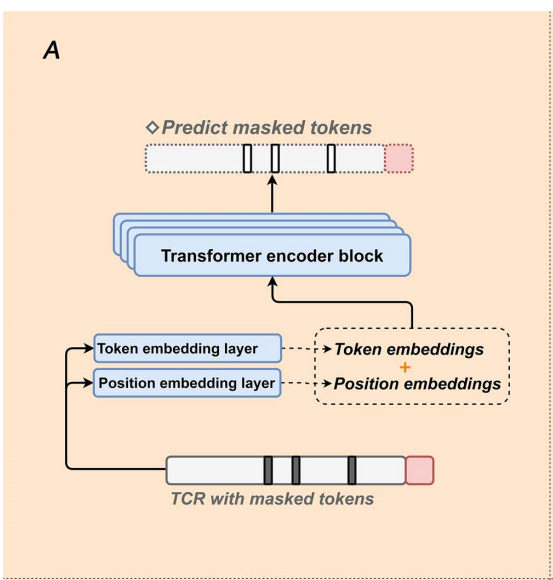 A
◇Predict masked tokens
Transformer encoder block
Token embedding layer
Token embeddings
+
Position embedding layer
Position embeddings
TCR with masked tokens